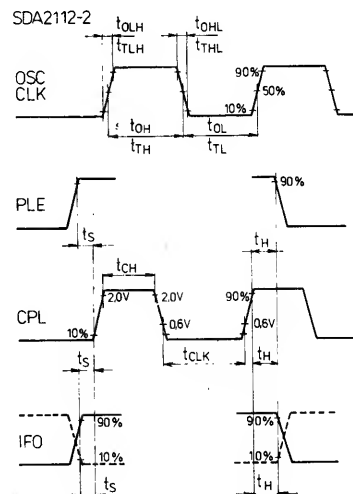 SDA2112-2
tOLH tOHL
tTLH tTHL
OSC
CLK
90%
50%
10%
tOH tOL
tTH tTL
PLE
90%
tS tH
CPL
tCH
2,0V 2,0V 90%
0,6V 0,6V
10%
tCLK
tS tH
IFO
90% 90%
10% 10%
tS tH